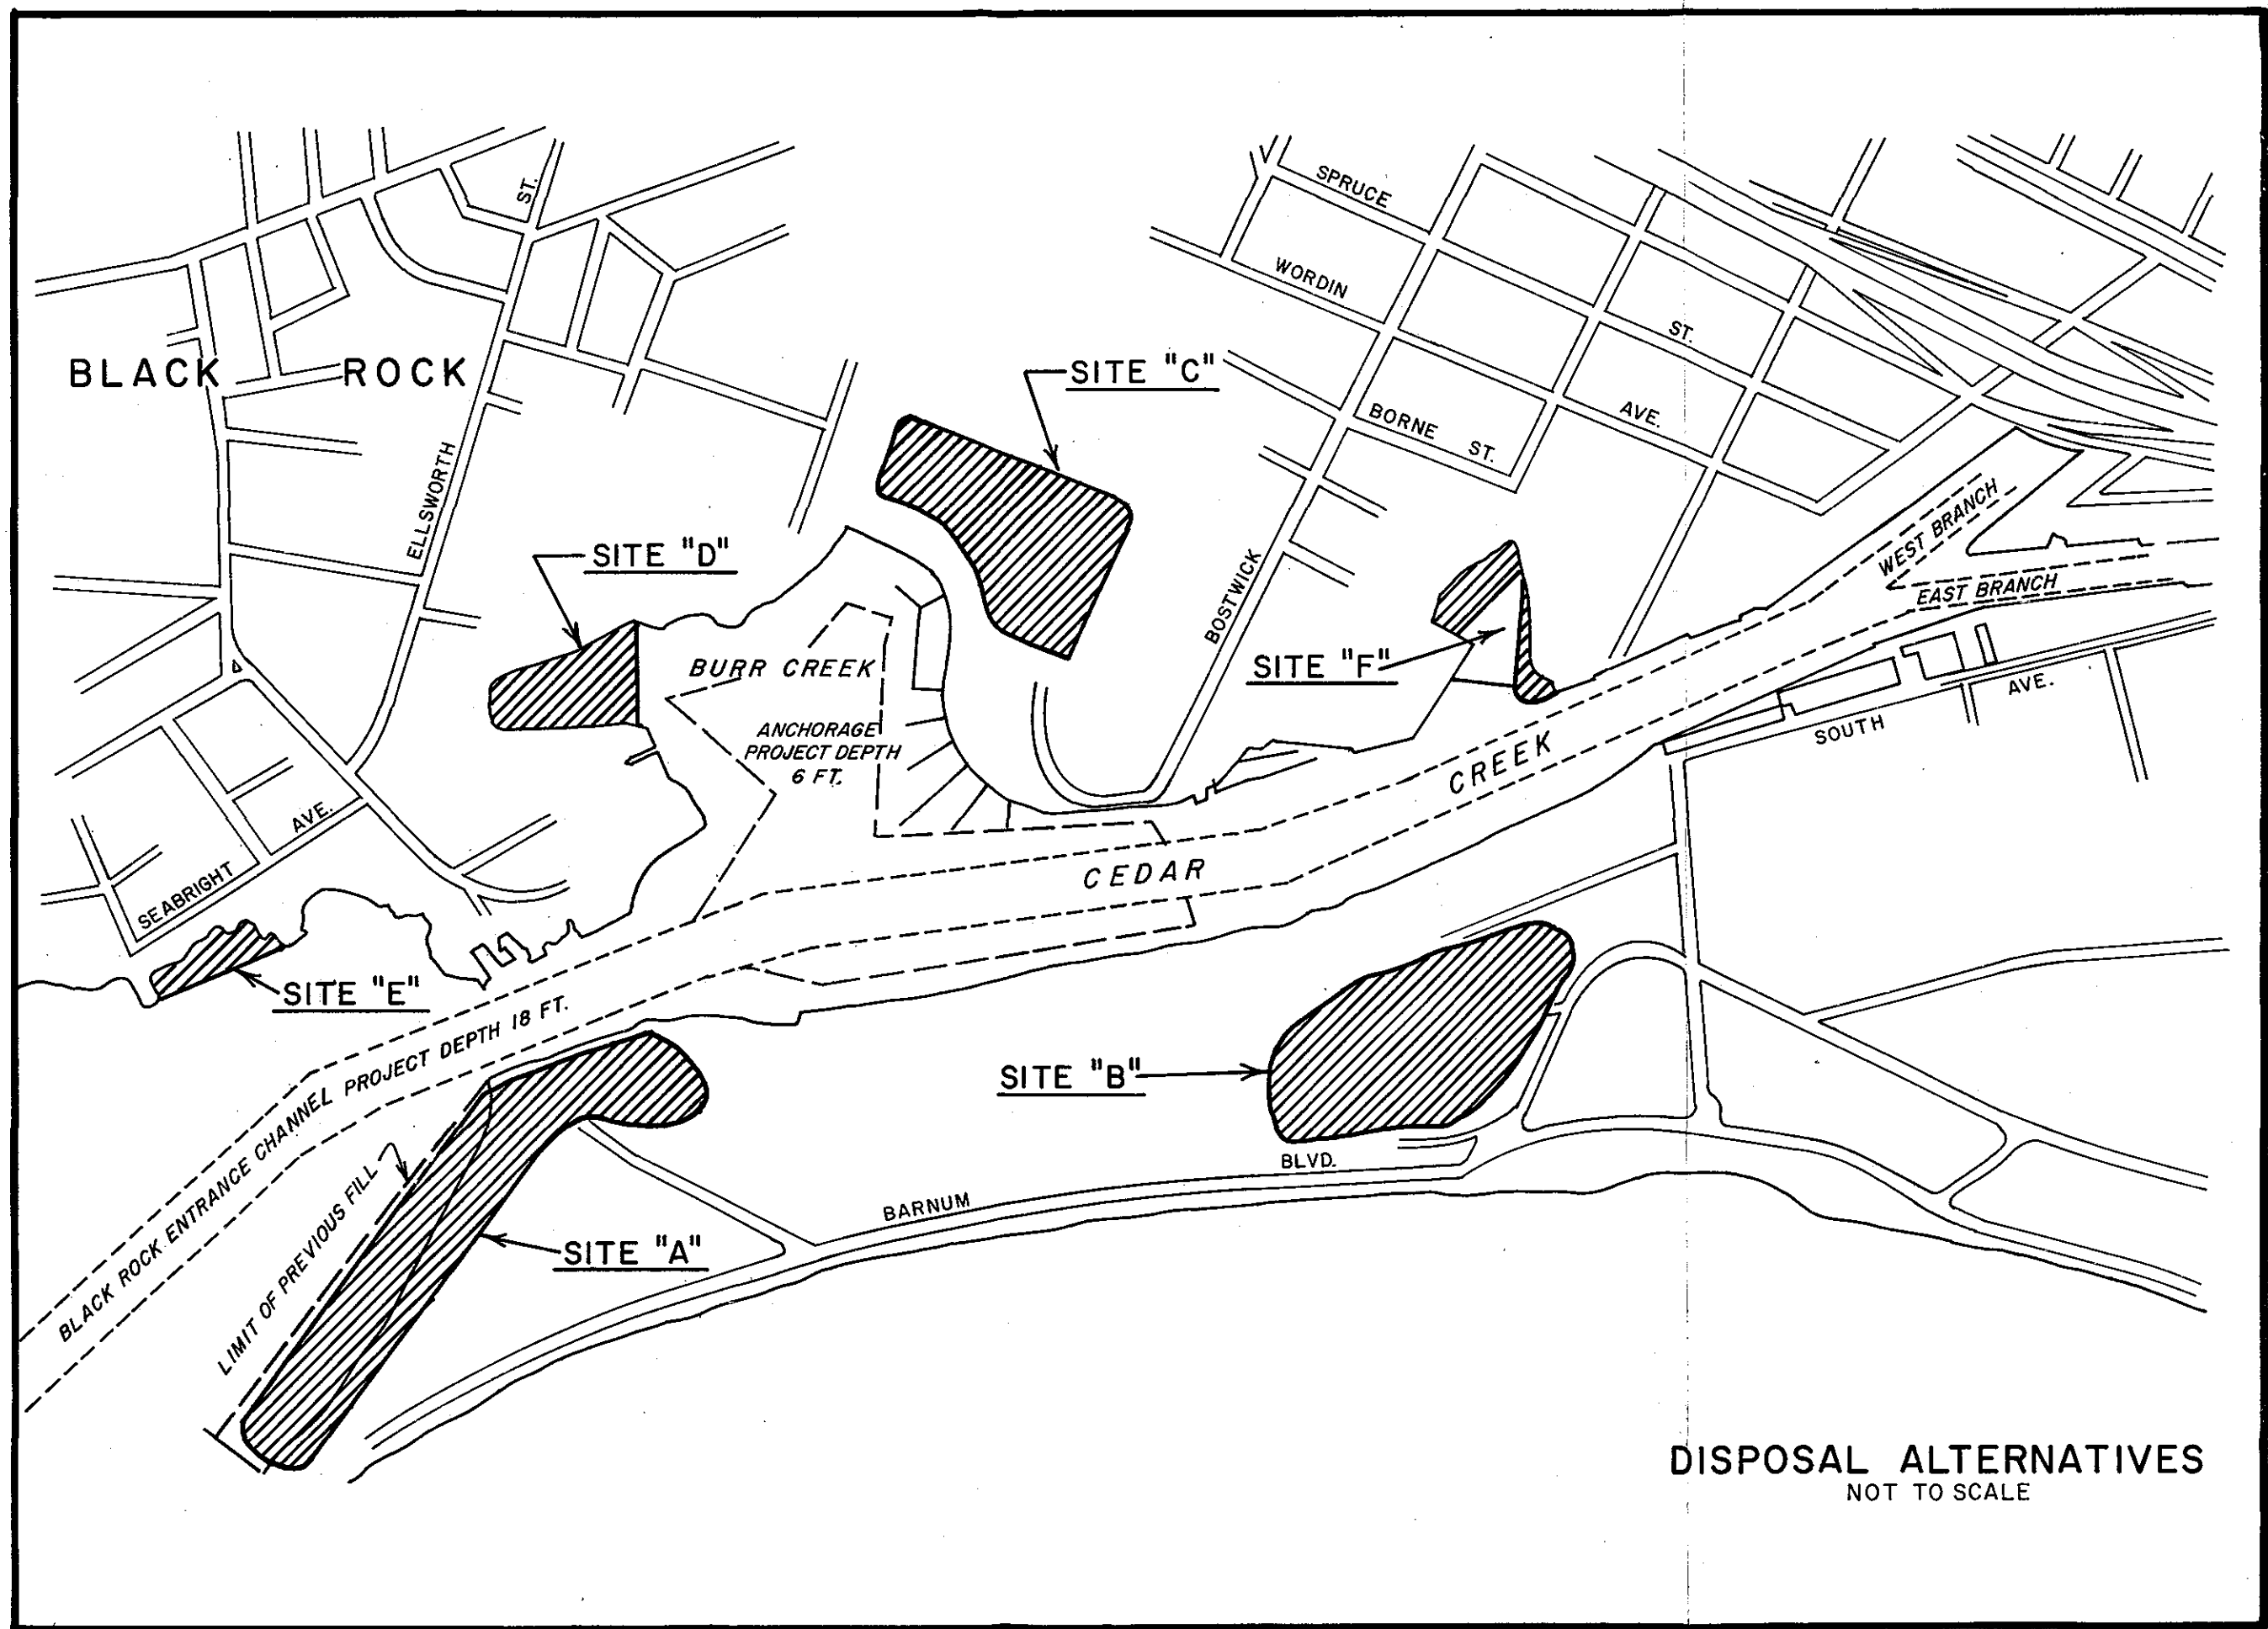 ST.
SPRUCE
WORDIN
ST.
BLACK ROCK
SITE "C"
BORNE ST.
AVE.
ELLSWORTH
WEST BRANCH
SITE "D"
EAST BRANCH
BOSTWICK
BURR CREEK
SITE "F"
AVE.
SOUTH
ANCHORAGE
PROJECT DEPTH
6 FT.
CREEK
AVE.
CEDAR
SEABRIGHT
SITE "E"
BLACK ROCK ENTRANCE CHANNEL PROJECT DEPTH 18 FT.
SITE "B"
BLVD.
BARNUM
LIMIT OF PREVIOUS FILL
SITE "A"
DISPOSAL ALTERNATIVES
NOT TO SCALE